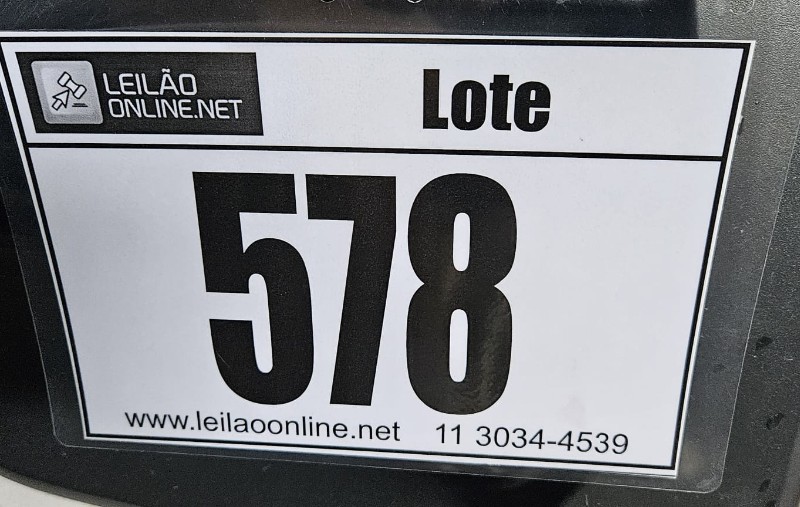 LEILÃO
ONLINE.NET
Lote
578
www.leilaoonline.net 11 3034-4539